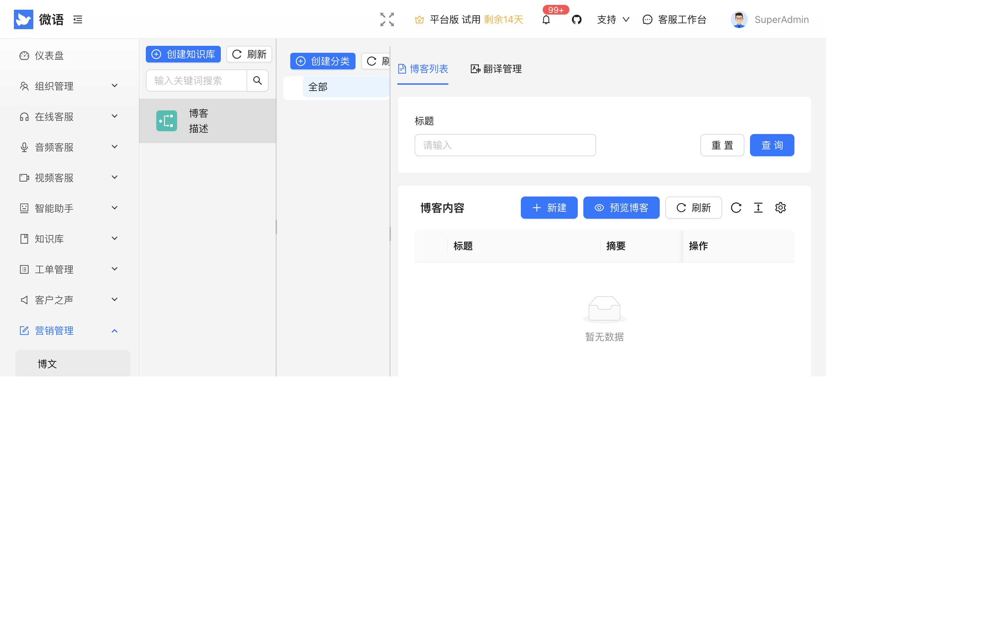 微语
平台版 试用 剩余14天
99+
支持
客服工作台
SuperAdmin
仪表盘
组织管理
在线客服
音频客服
视频客服
智能助手
知识库
工单管理
客户之声
营销管理
博文
创建知识库
刷新
输入关键词搜索
博客
描述
创建分类
刷
全部
博客列表
翻译管理
标题
请输入
重 置
查 询
博客内容
新建
预览博客
刷新
标题
摘要
操作
暂无数据